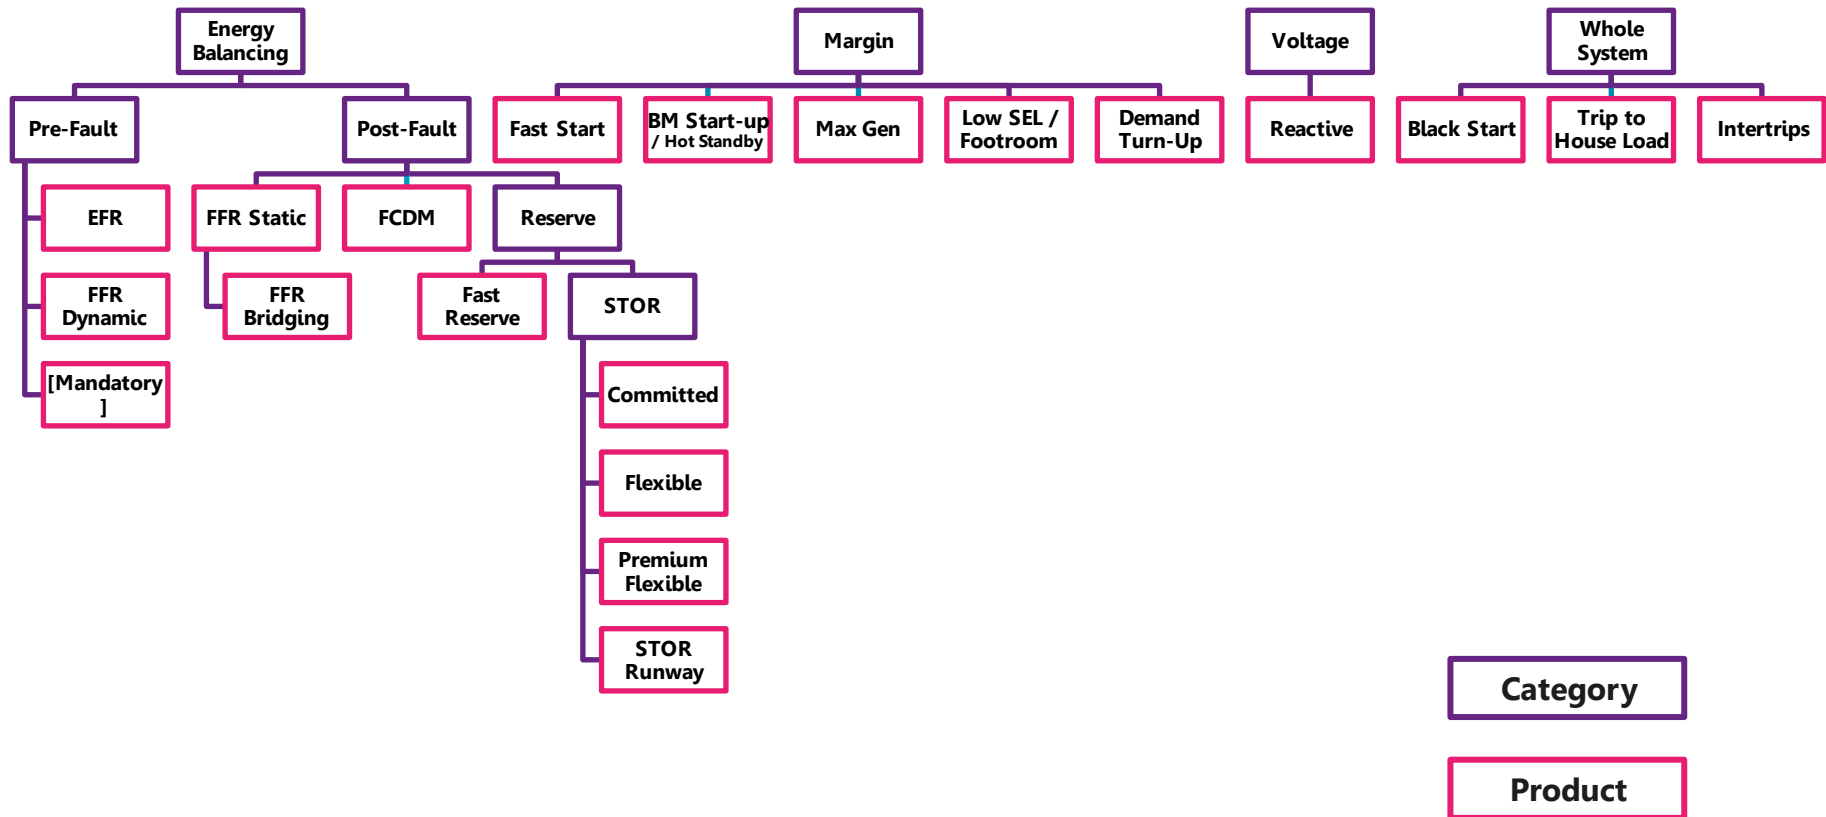 Energy
Balancing
Margin
Voltage
Whole
System
Pre-Fault
Post-Fault
Fast Start
BM Start-up
/ Hot Standby
Max Gen
Low SEL /
Footroom
Demand
Turn-Up
Reactive
Black Start
Trip to
House Load
Intertrips
EFR
FFR Static
FCDM
Reserve
FFR
Dynamic
FFR
Bridging
Fast
Reserve
STOR
[Mandatory
]
Committed
Flexible
Premium
Flexible
STOR
Runway
Category
Product